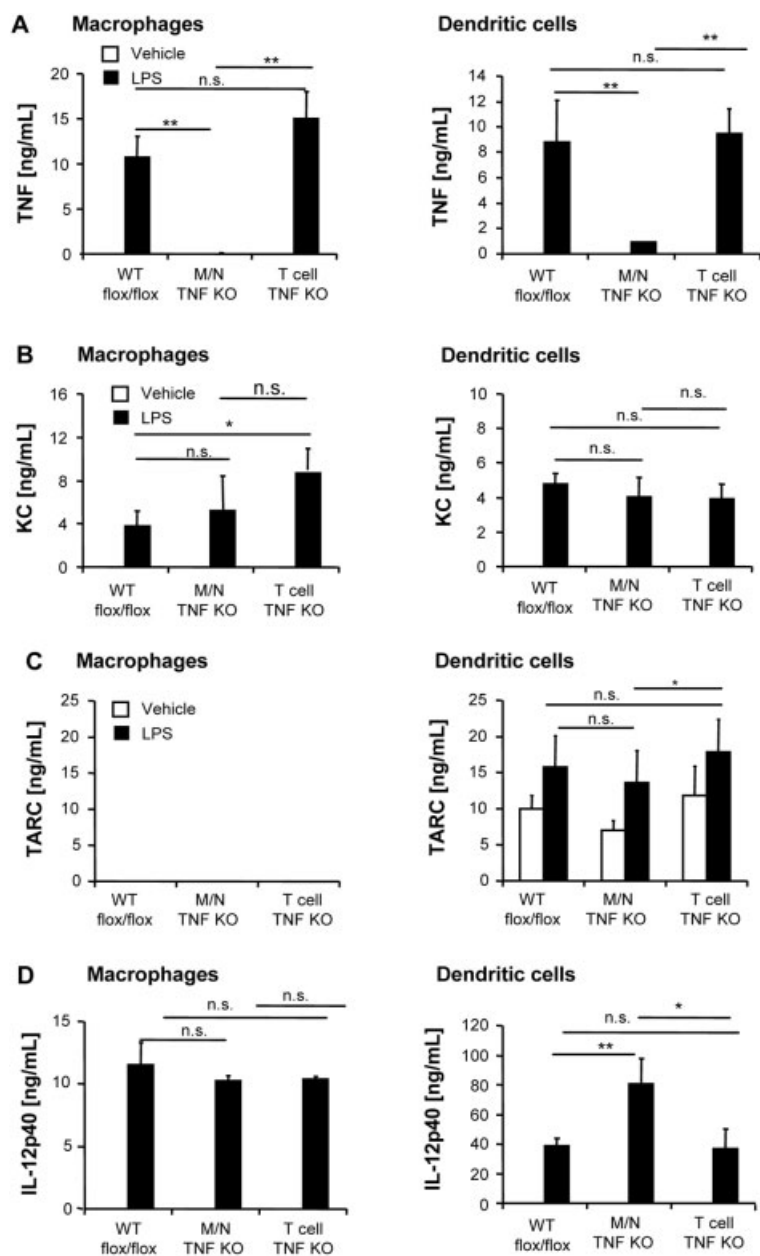 A
Macrophages
Vehicle
LPS
**
n.s.
**
TNF [ng/mL]
20
15
10
5
0
WT
flox/flox
M/N
TNF KO
T cell
TNF KO
Dendritic cells
**
n.s.
**
TNF [ng/mL]
14
12
10
8
6
4
2
0
WT
flox/flox
M/N
TNF KO
T cell
TNF KO
B
Macrophages
Vehicle
LPS
n.s.
*
n.s.
KC [ng/mL]
16
12
8
4
0
WT
flox/flox
M/N
TNF KO
T cell
TNF KO
Dendritic cells
n.s.
n.s.
n.s.
KC [ng/mL]
10
8
6
4
2
0
WT
flox/flox
M/N
TNF KO
T cell
TNF KO
C
Macrophages
Vehicle
LPS
TARC [ng/mL]
25
20
15
10
5
0
WT
flox/flox
M/N
TNF KO
T cell
TNF KO
Dendritic cells
*
n.s.
n.s.
TARC [ng/mL]
25
20
15
10
5
0
WT
flox/flox
M/N
TNF KO
T cell
TNF KO
D
Macrophages
n.s.
n.s.
n.s.
IL-12p40 [ng/mL]
15
10
5
0
WT
flox/flox
M/N
TNF KO
T cell
TNF KO
Dendritic cells
*
n.s.
**
IL-12p40 [ng/mL]
120
100
80
60
40
20
0
WT
flox/flox
M/N
TNF KO
T cell
TNF KO